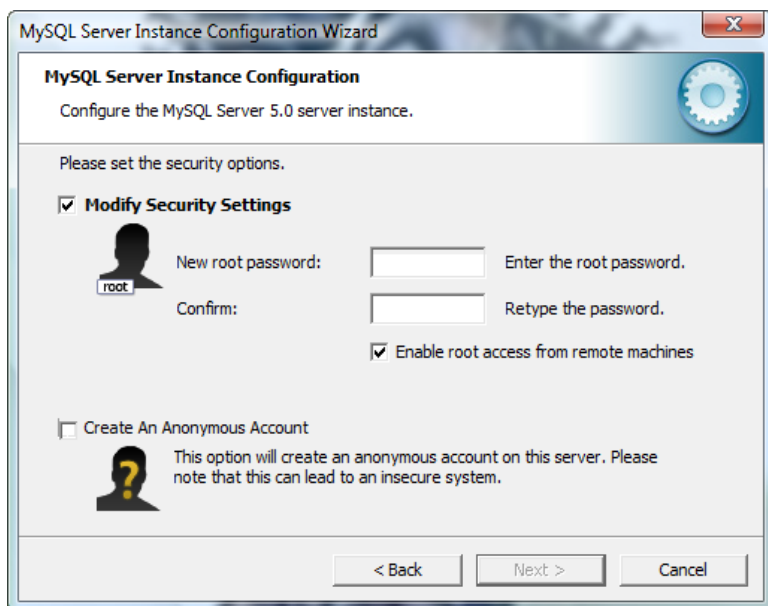 MySQL Server Instance Configuration Wizard
X
MySQL Server Instance Configuration
Configure the MySQL Server 5.0 server instance.
Please set the security options.
Modify Security Settings
root
New root password:
Enter the root password.
Confirm:
Retype the password.
Enable root access from remote machines
Create An Anonymous Account
?
This option will create an anonymous account on this server. Please
note that this can lead to an insecure system.
< Back
Next >
Cancel